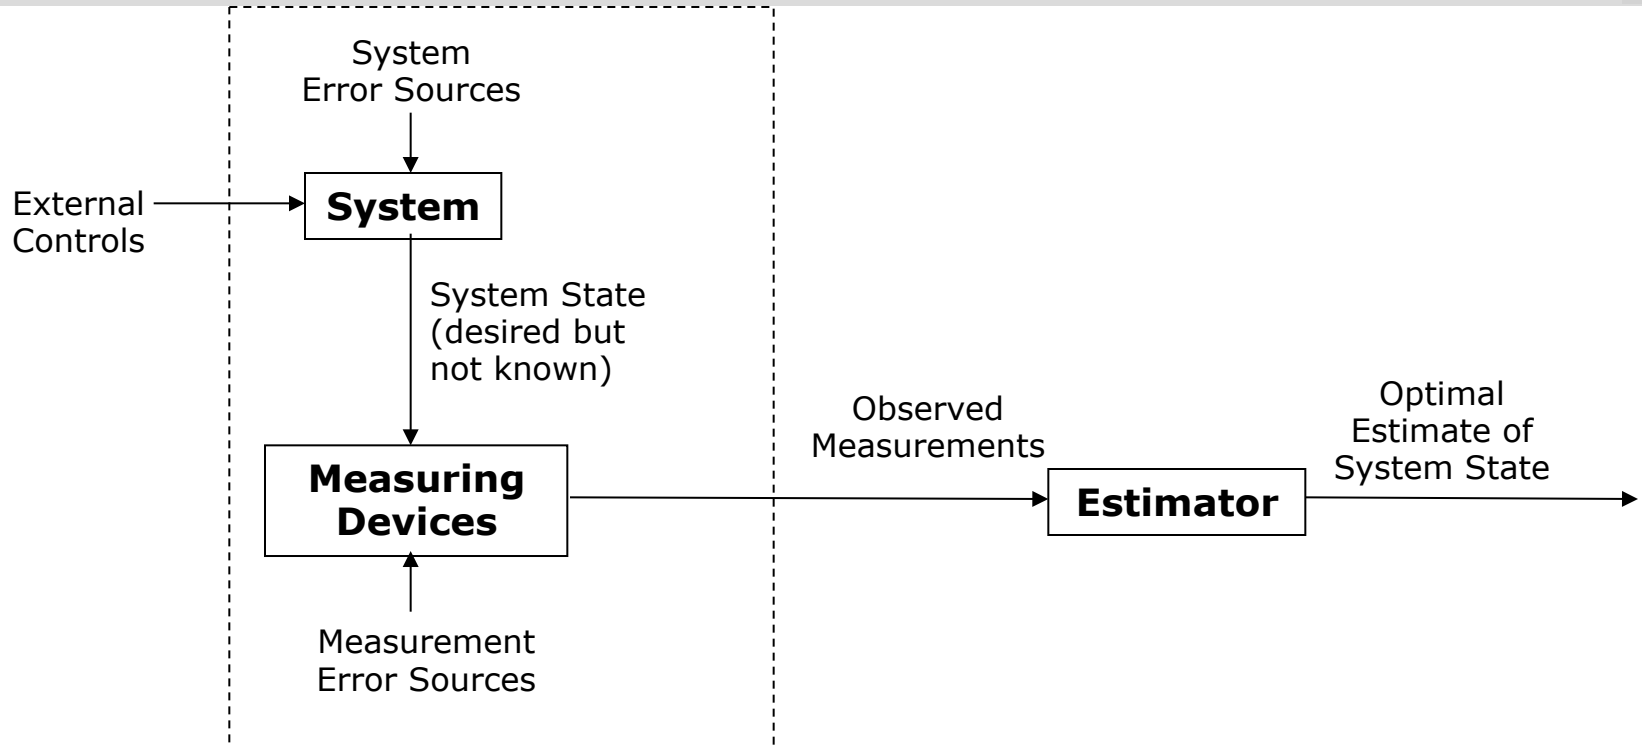 System
Error Sources
External
Controls
System
System State
(desired but
not known)
Measuring
Devices
Measurement
Error Sources
Observed
Measurements
Estimator
Optimal
Estimate of
System State